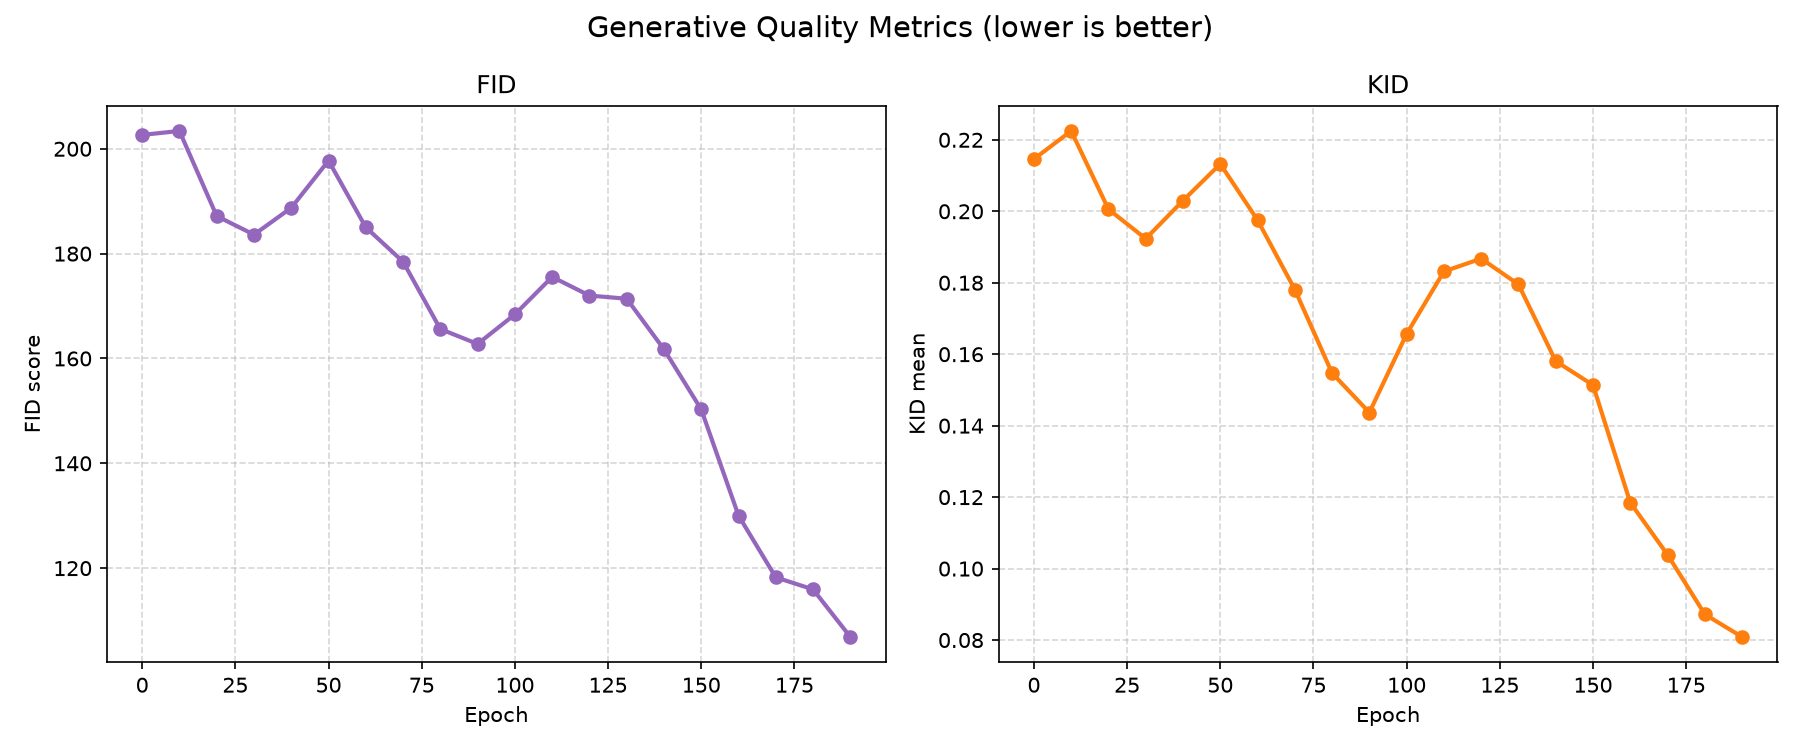 Generative Quality Metrics (lower is better)
FID
200
180
160
140
120
FID score
0 25 50 75 100 125 150 175
Epoch
KID
0.22
0.20
0.18
0.16
0.14
0.12
0.10
0.08
KID mean
0 25 50 75 100 125 150 175
Epoch